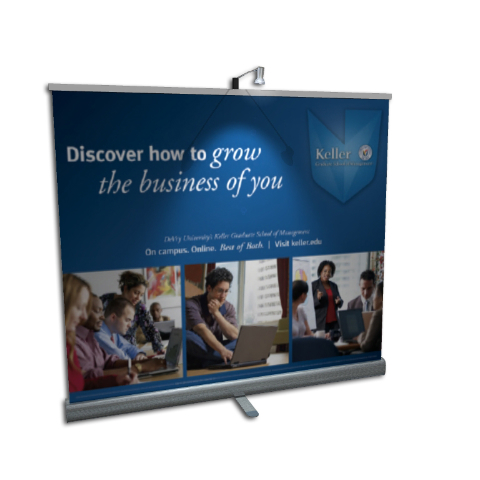 Discover how to grow
the business of you
Keller
DeVry University's Keller Graduate School of Management
On campus. Online. Best of Both. | Visit keller.edu